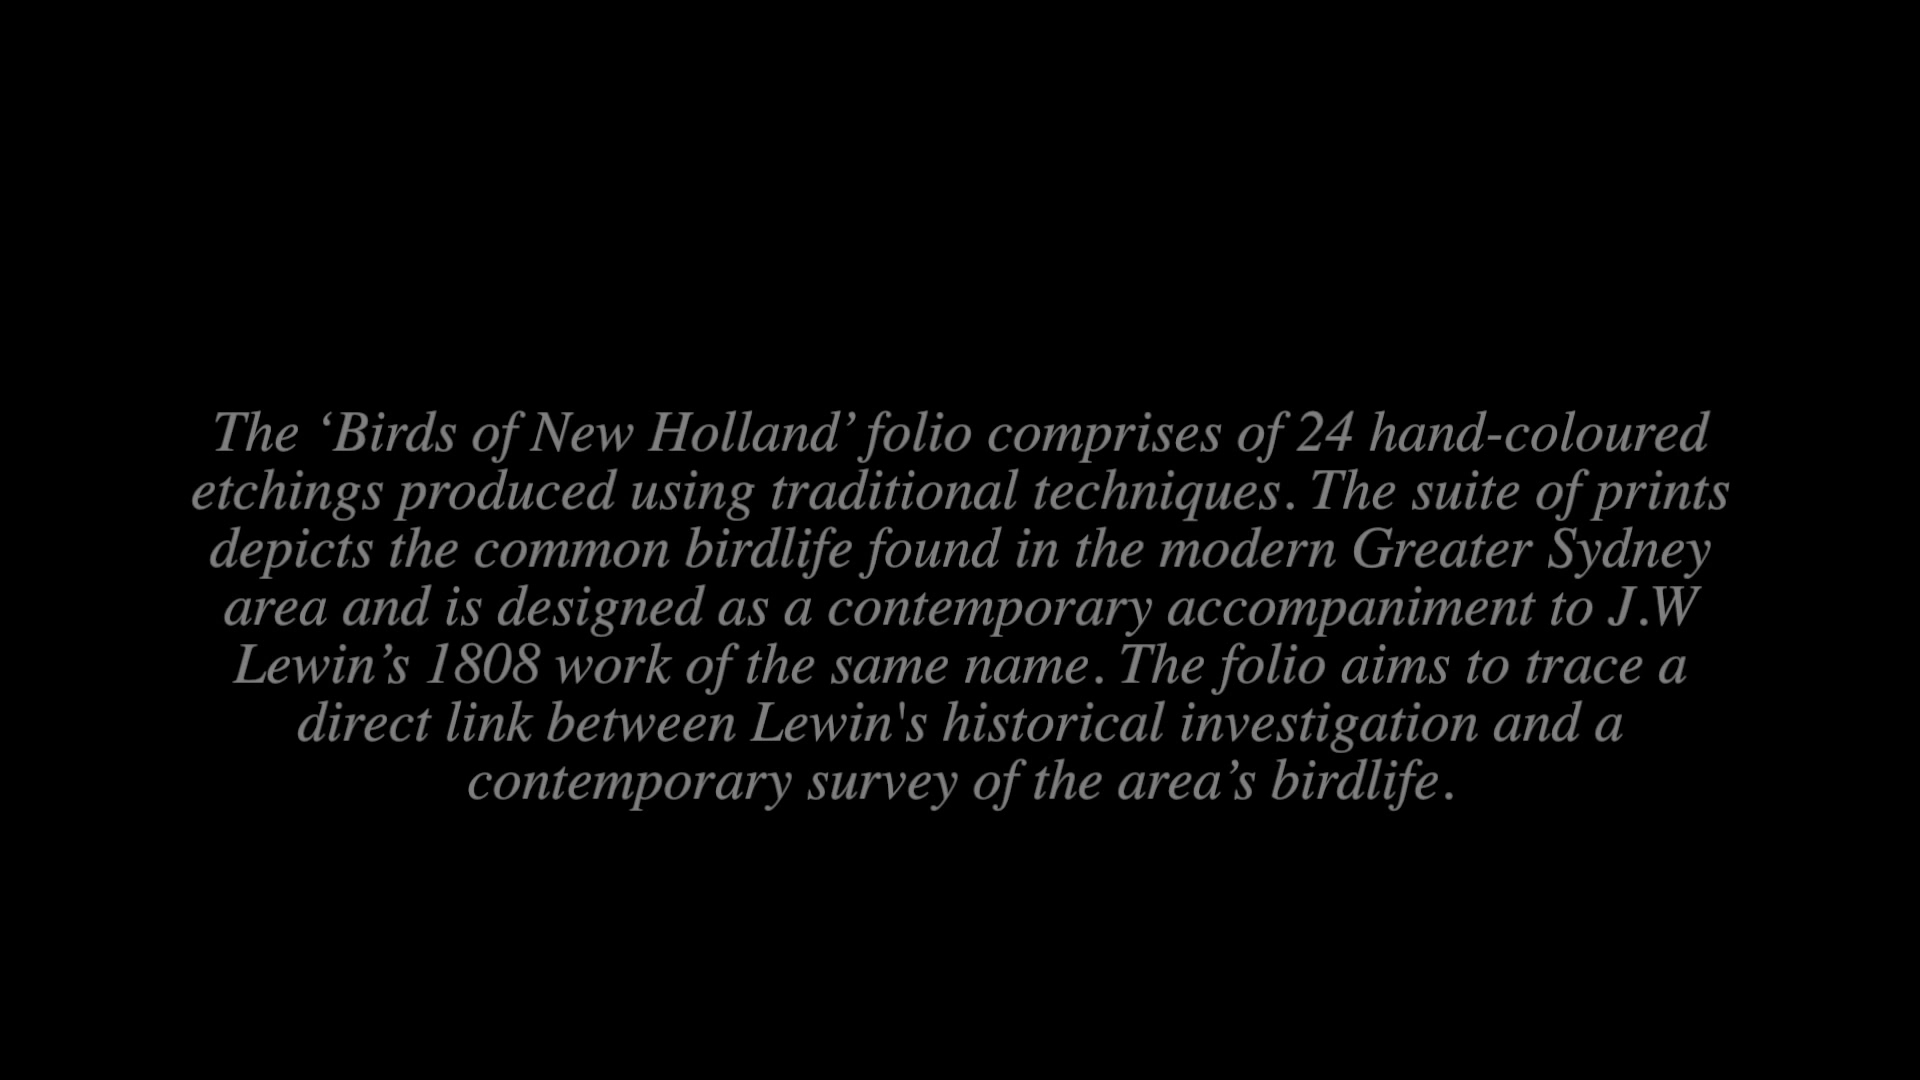 The ‘Birds of New Holland’ folio comprises of 24 hand-coloured
etchings produced using traditional techniques. The suite of prints
depicts the common birdlife found in the modern Greater Sydney
area and is designed as a contemporary accompaniment to J.W
Lewin’s 1808 work of the same name. The folio aims to trace a
direct link between Lewin's historical investigation and a
contemporary survey of the area’s birdlife.